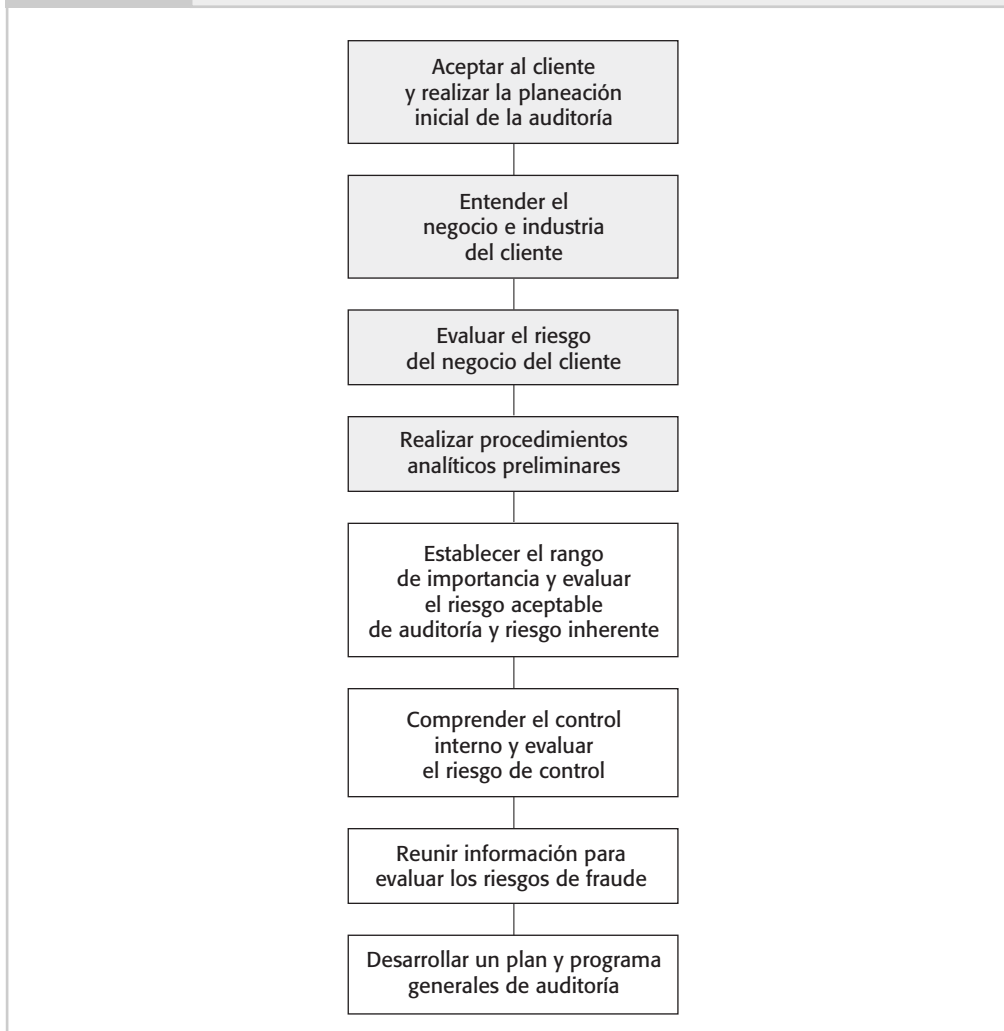 Aceptar al cliente
y realizar la planeación
inicial de la auditoría
Entender el
negocio e industria
del cliente
Evaluar el riesgo
del negocio del cliente
Realizar procedimientos
analíticos preliminares
Establecer el rango
de importancia y evaluar
el riesgo aceptable
de auditoría y riesgo inherente
Comprender el control
interno y evaluar
el riesgo de control
Reunir información para
evaluar los riesgos de fraude
Desarrollar un plan y programa
generales de auditoría